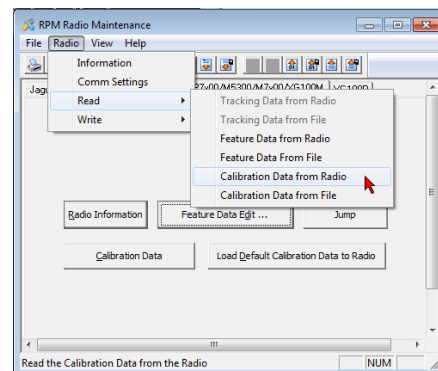 RPM Radio Maintenance
File Radio View Help
Information
Comm Settings
Read
Write
Tracking Data from Radio
Tracking Data from File
Feature Data from Radio
Feature Data From File
Calibration Data from Radio
Calibration Data from File
Radio Information
Feature Data Edit ...
Jump
Calibration Data
Load Default Calibration Data to Radio
Read the Calibration Data from the Radio
NUM